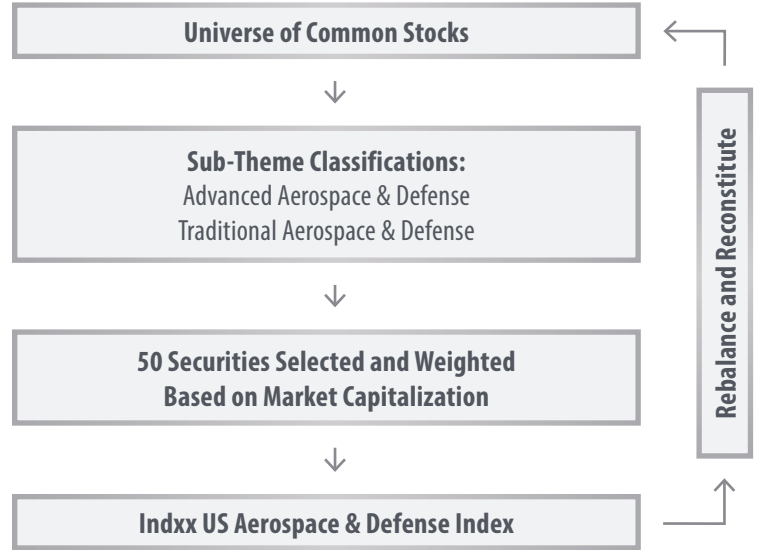 Universe of Common Stocks
Sub-Theme Classifications:
Advanced Aerospace & Defense
Traditional Aerospace & Defense
50 Securities Selected and Weighted
Based on Market Capitalization
Indxx US Aerospace & Defense Index
Rebalance and Reconstitute